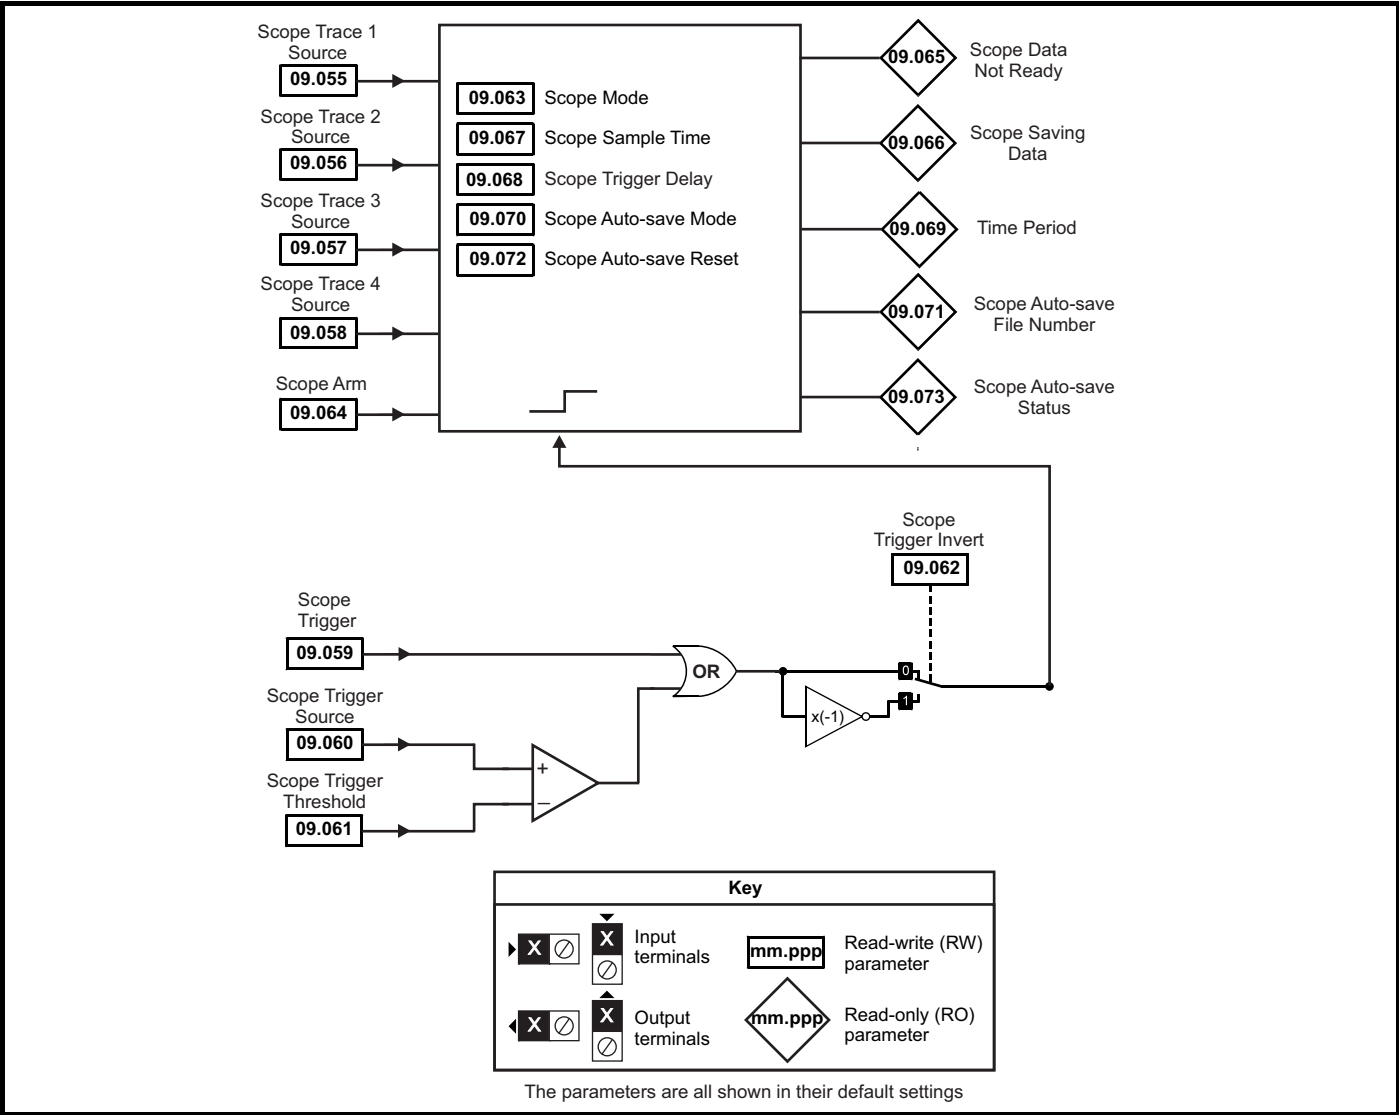 Scope Trace 1
Source
09.055
Scope Trace 2
Source
09.056
Scope Trace 3
Source
09.057
Scope Trace 4
Source
09.058
Scope Arm
09.064
09.063 Scope Mode
09.067 Scope Sample Time
09.068 Scope Trigger Delay
09.070 Scope Auto-save Mode
09.072 Scope Auto-save Reset
09.065
Scope Data
Not Ready
09.066
Scope Saving
Data
09.069
Time Period
09.071
Scope Auto-save
File Number
09.073
Scope Auto-save
Status
Scope
Trigger Invert
09.062
Scope
Trigger
09.059
Scope Trigger
Source
09.060
Scope Trigger
Threshold
09.061
+
−
OR
x(-1)
0
1
Key
X
X
Input
terminals
mm.ppp
Read-write (RW)
parameter
X
X
Output
terminals
mm.ppp
Read-only (RO)
parameter
The parameters are all shown in their default settings